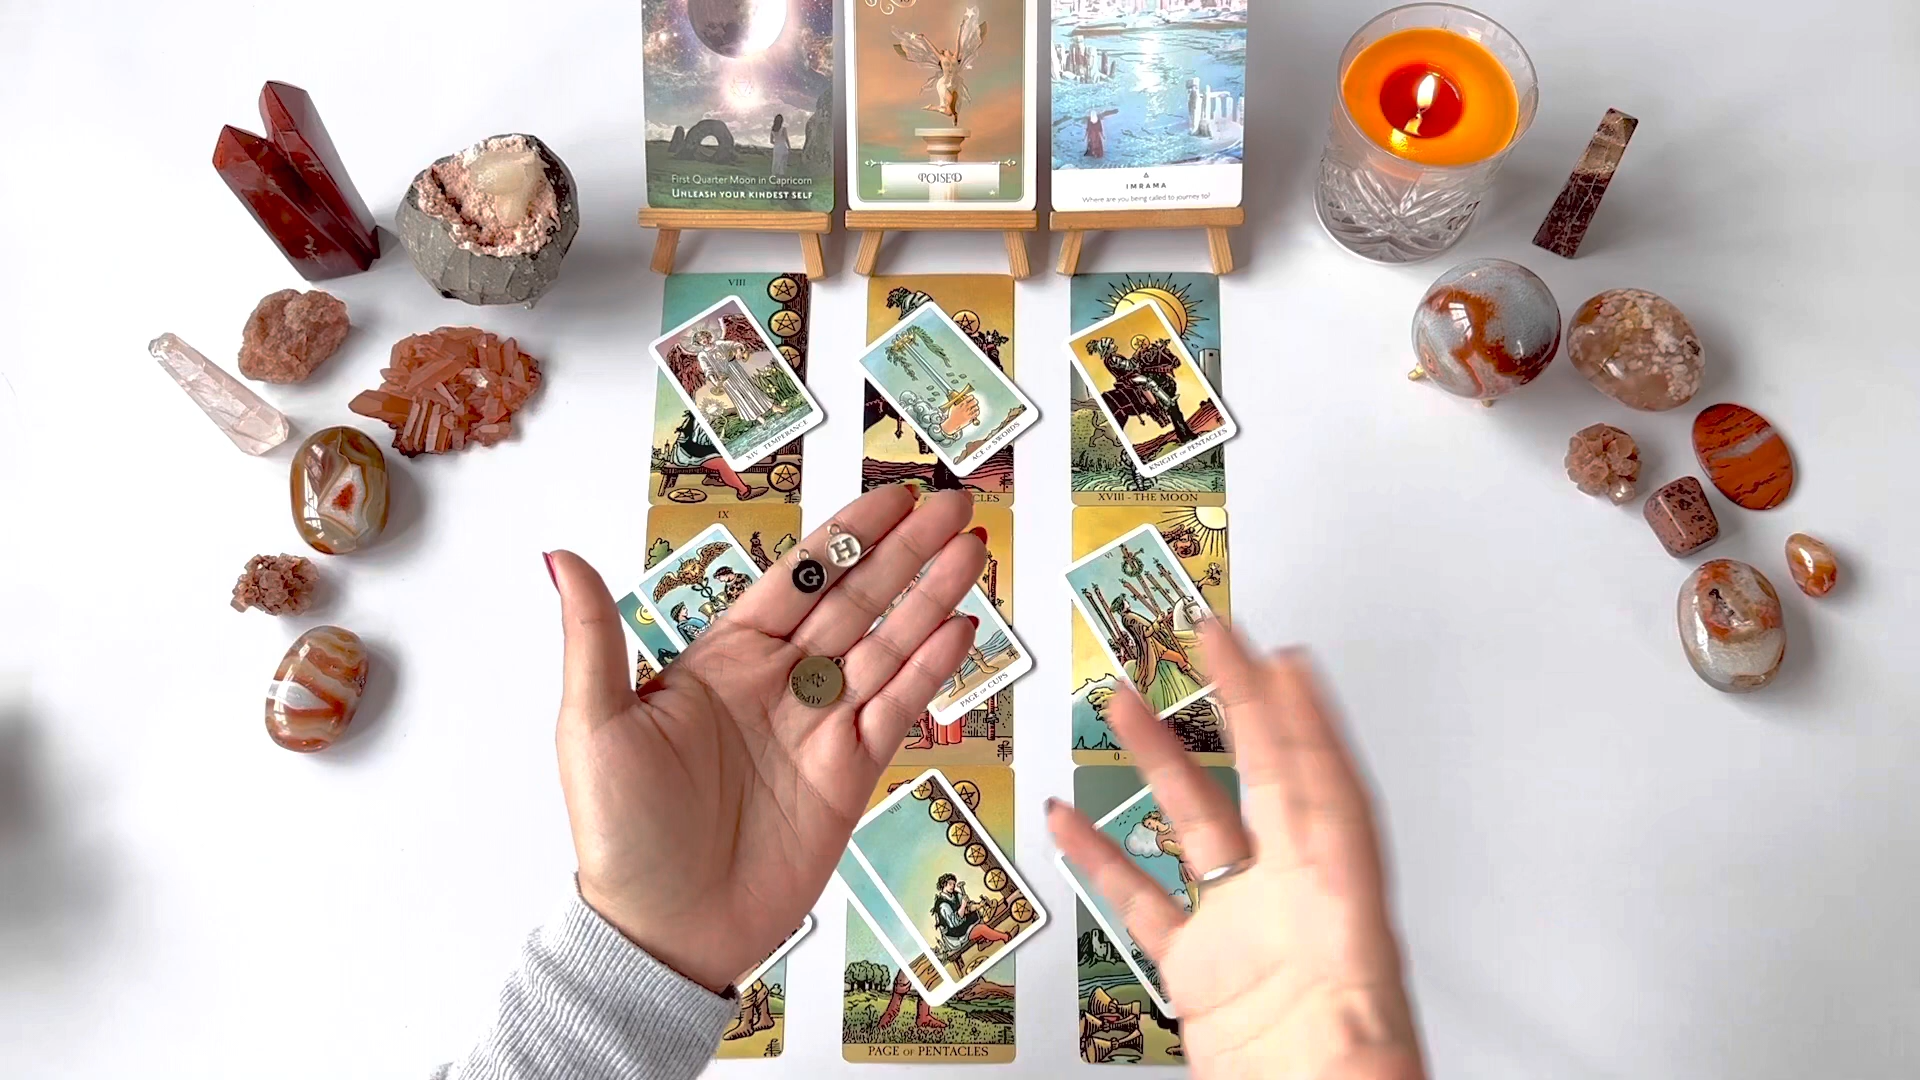 First Quarter Moon in Capricorn
UNLEASH YOUR KINDEST SELF
POISED
IMRAMA
Where are you being called to journey to?
VIII
XIV TEMPERANCE
ACE OF SWORDS
KNIGHT OF PENTACLES
XVIII - THE MOON
IX
VI
G
H
PAGE OF CUPS
0 -
VIII
PAGE OF PENTACLES